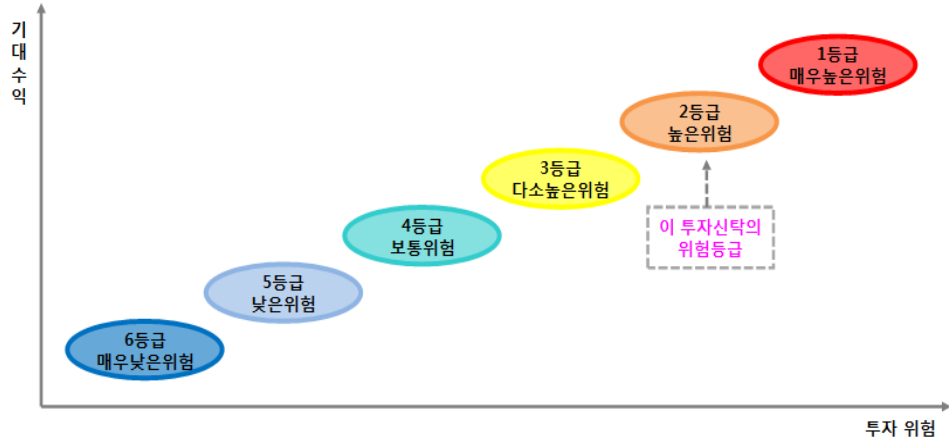 기대수익
1등급
매우높은위험
2등급
높은위험
3등급
다소높은위험
이 투자신탁의
위험등급
4등급
보통위험
5등급
낮은위험
6등급
매우낮은위험
투자 위험